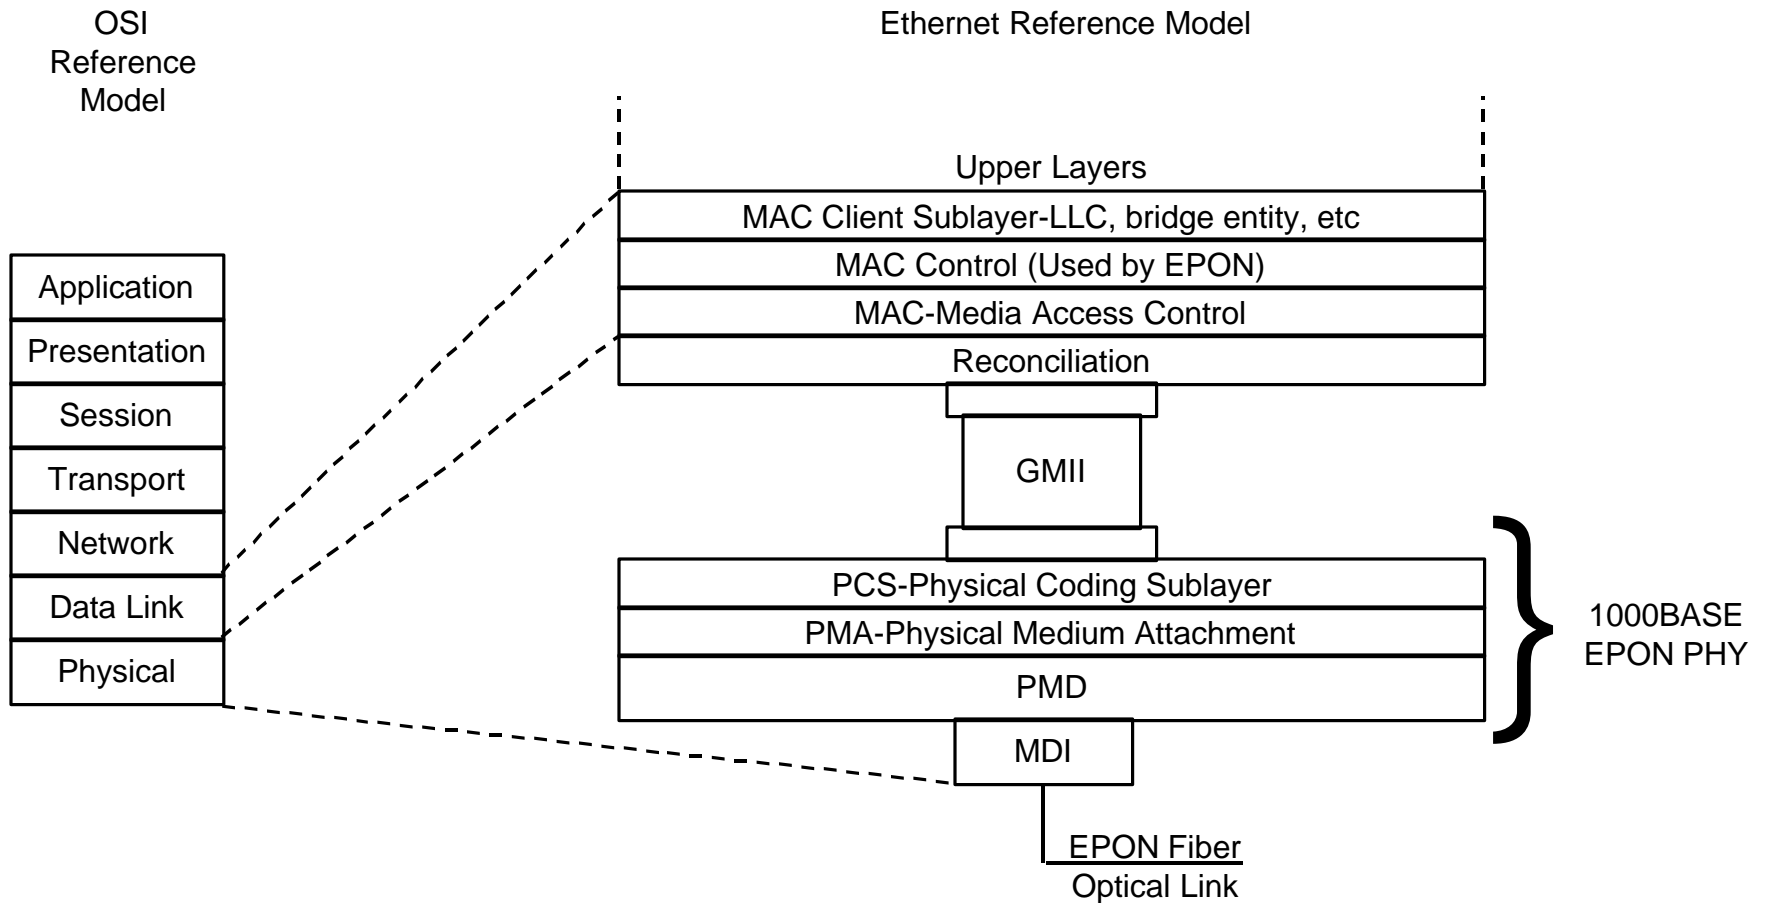 OSI
Reference
Model
Ethernet Reference Model
Upper Layers
MAC Client Sublayer-LLC, bridge entity, etc
MAC Control (Used by EPON)
MAC-Media Access Control
Reconciliation
Application
Presentation
Session
Transport
Network
Data Link
Physical
GMII
PCS-Physical Coding Sublayer
PMA-Physical Medium Attachment
PMD
MDI
1000BASE
EPON PHY
EPON Fiber
Optical Link